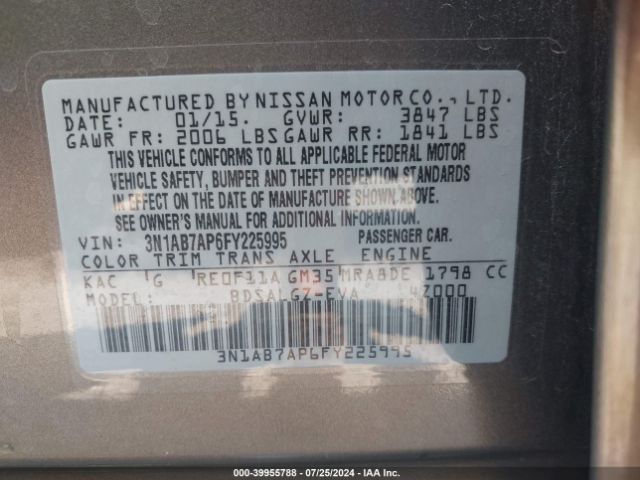 MANUFACTURED BY NISSAN MOTOR CO., LTD.
DATE: 01/15. GVWR: 3847 LBS
GAWR FR: 2006 LBS GAWR RR: 1841 LBS
THIS VEHICLE CONFORMS TO ALL APPLICABLE FEDERAL MOTOR
VEHICLE SAFETY, BUMPER AND THEFT PREVENTION STANDARDS
IN EFFECT ON THE DATE OF MANUFACTURE SHOWN ABOVE.
SEE OWNER'S MANUAL FOR ADDITIONAL INFORMATION.
VIN: 3N1AB7AP6FY225995 PASSENGER CAR.
COLOR TRIM TRANS AXLE ENGINE
KAC G RE0F11A GM35 MRA8DE 1798 CC
MODEL: BDSALGZ-EVA 4Z000
3N1AB7AP6FY225995
000-39955788 | 07/25/2024 | IAA Inc. (c)